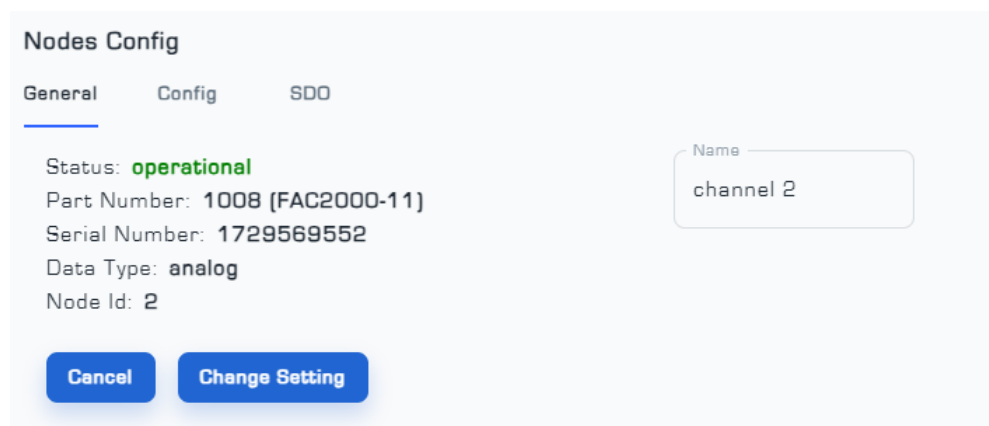 Nodes Config
General Config SDO
Status: operational
Part Number: 1008 (FAC2000-11)
Serial Number: 1729569552
Data Type: analog
Node Id: 2
Name
channel 2
Cancel Change Setting